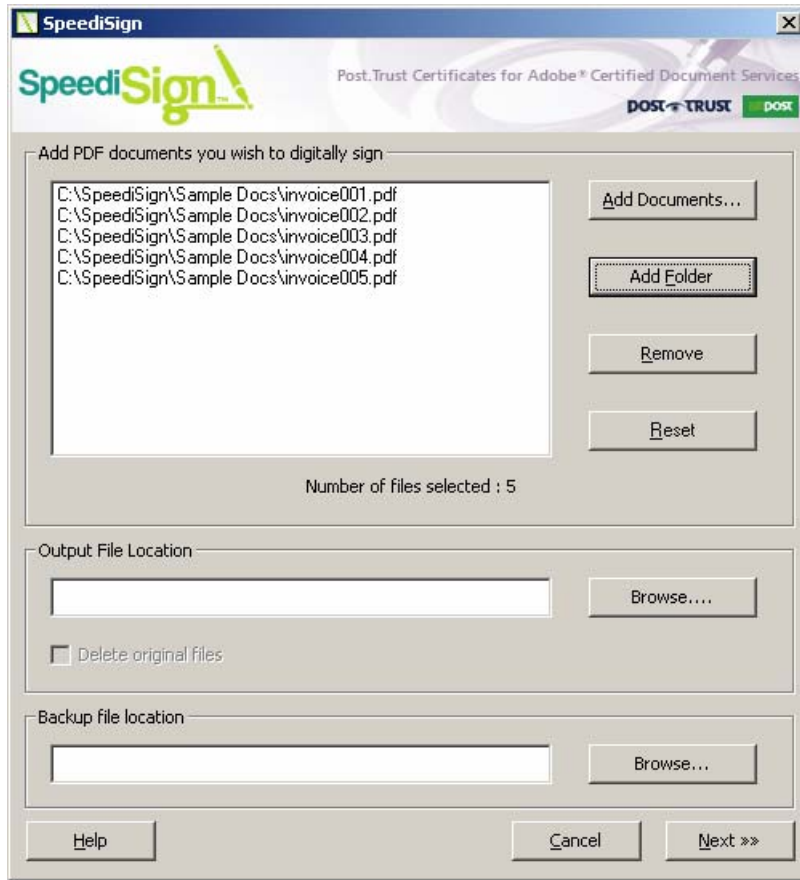 SpeediSign
SpeediSign™
Post.Trust Certificates for Adobe® Certified Document Services
POST TRUST
post
Add PDF documents you wish to digitally sign
C:\SpeediSign\Sample Docs\invoice001.pdf
C:\SpeediSign\Sample Docs\invoice002.pdf
C:\SpeediSign\Sample Docs\invoice003.pdf
C:\SpeediSign\Sample Docs\invoice004.pdf
C:\SpeediSign\Sample Docs\invoice005.pdf
Add Documents...
Add Folder
Remove
Reset
Number of files selected : 5
Output File Location
Browse....
Delete original files
Backup file location
Browse...
Help
Cancel
Next »»